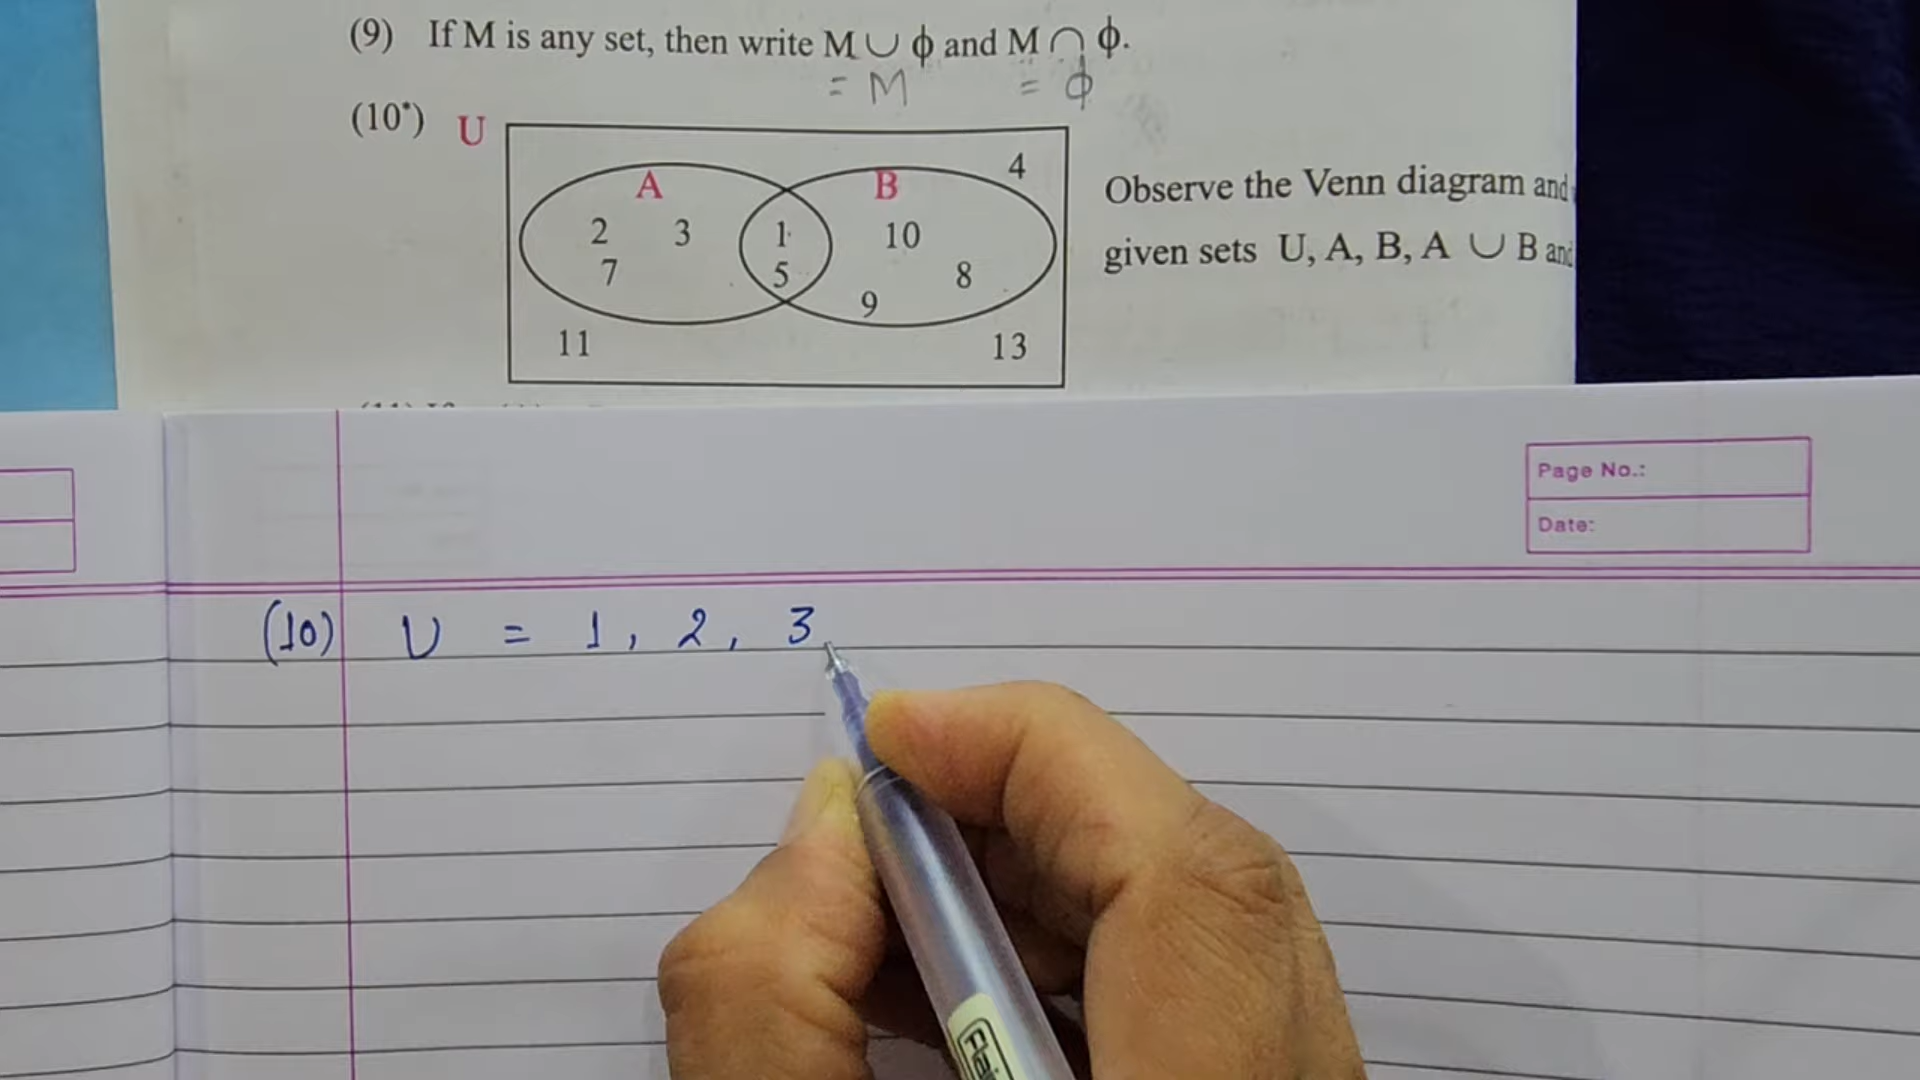 (9) If M is any set, then write M ∪ ϕ and M ∩ ϕ.
= M = ϕ
(10*) U
4
A B
2 3 1 10
7 5 8
9
11 13
Observe the Venn diagram and
given sets U, A, B, A ∪ B and
Page No.:
Date:
(10) U = 1, 2, 3
Flair